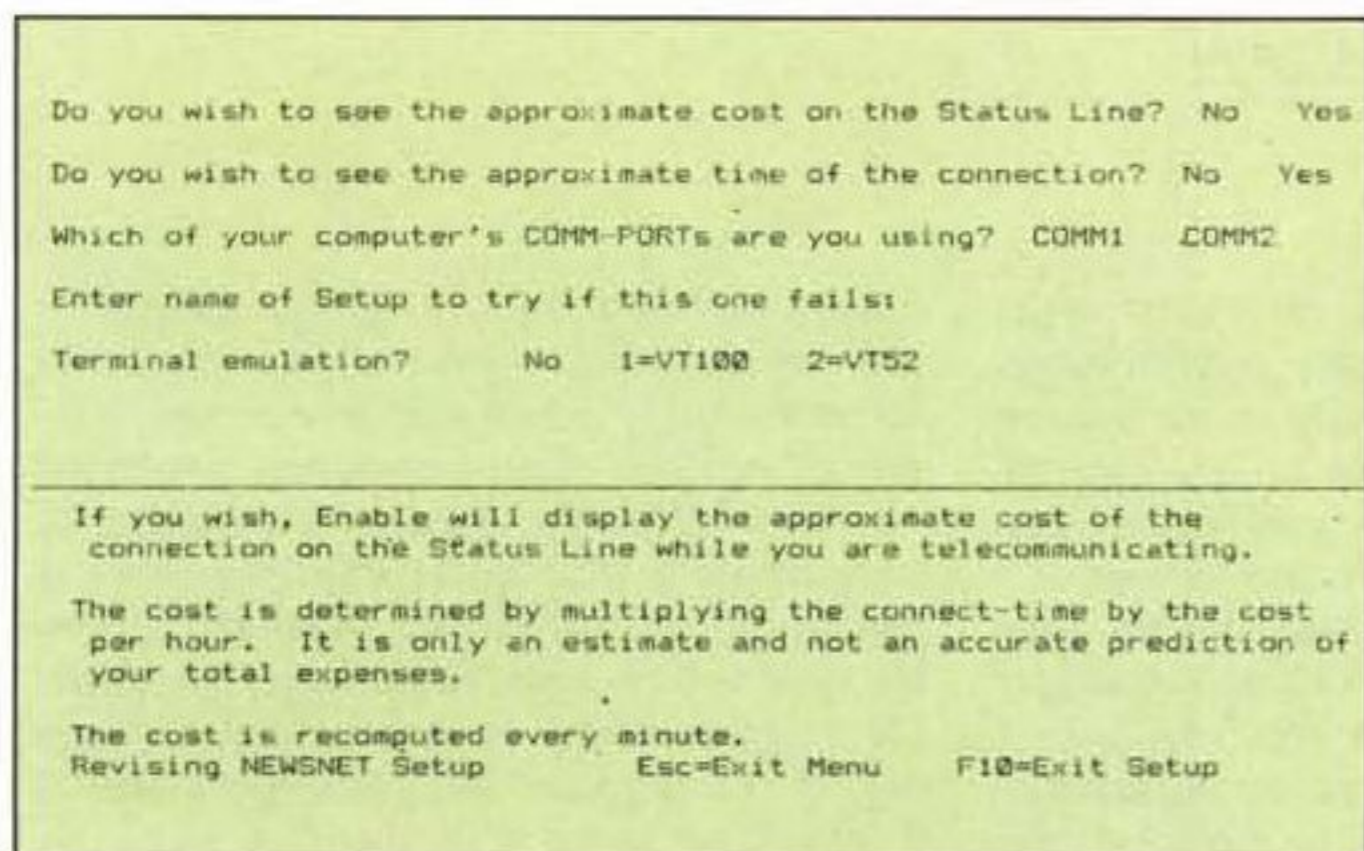 Do you wish to see the approximate cost on the Status Line? No Yes
Do you wish to see the approximate time of the connection? No Yes
Which of your computer's COMM-PORTs are you using? COMM1 COMM2
Enter name of Setup to try if this one fails:
Terminal emulation? No 1=VT100 2=VT52
If you wish, Enable will display the approximate cost of the
connection on the Status Line while you are telecommunicating.
The cost is determined by multiplying the connect-time by the cost
per hour. It is only an estimate and not an accurate prediction of
your total expenses.
The cost is recomputed every minute.
Revising NEWSNET Setup Esc=Exit Menu F10=Exit Setup